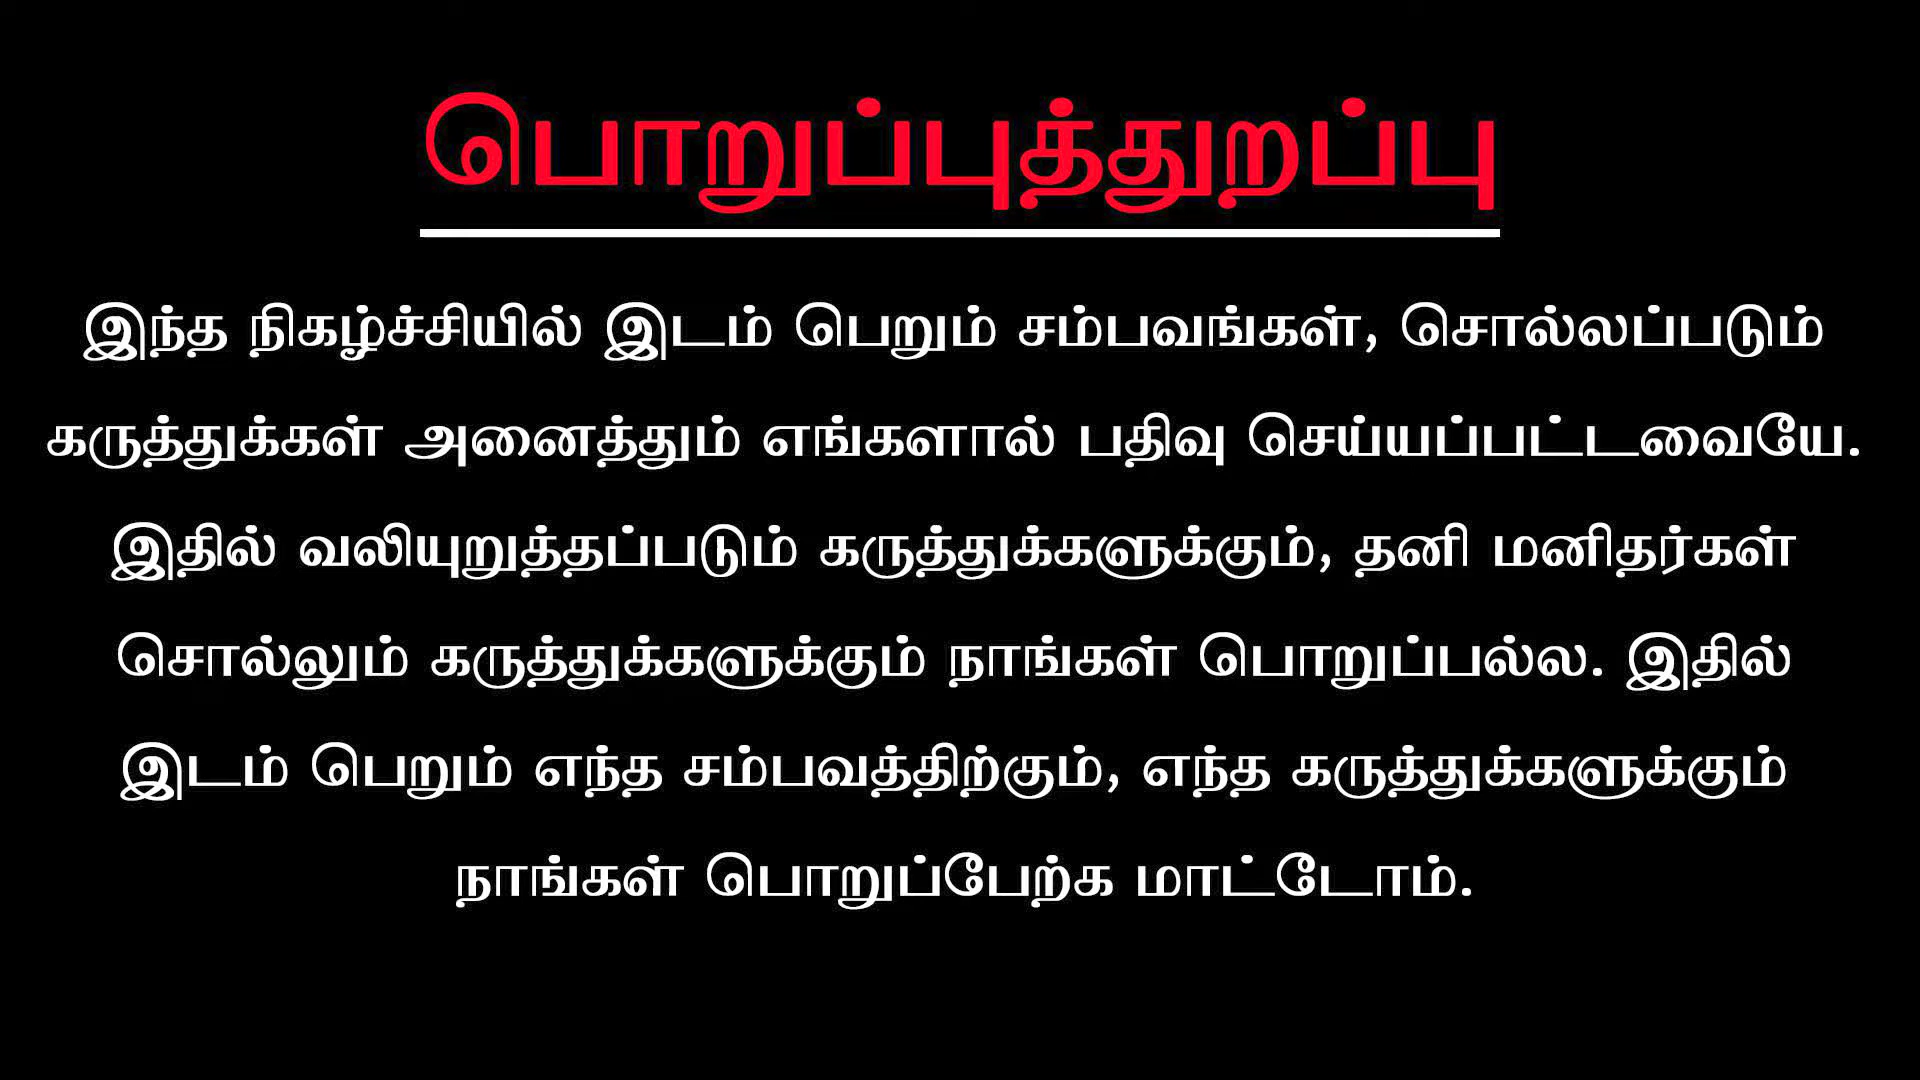 பொறுப்புத்துறப்பு
இந்த நிகழ்ச்சியில் இடம் பெறும் சம்பவங்கள், சொல்லப்படும்
கருத்துக்கள் அனைத்தும் எங்களால் பதிவு செய்யப்பட்டவையே.
இதில் வலியுறுத்தப்படும் கருத்துக்களுக்கும், தனி மனிதர்கள்
சொல்லும் கருத்துக்களுக்கும் நாங்கள் பொறுப்பல்ல. இதில்
இடம் பெறும் எந்த சம்பவத்திற்கும், எந்த கருத்துக்களுக்கும்
நாங்கள் பொறுப்பேற்க மாட்டோம்.